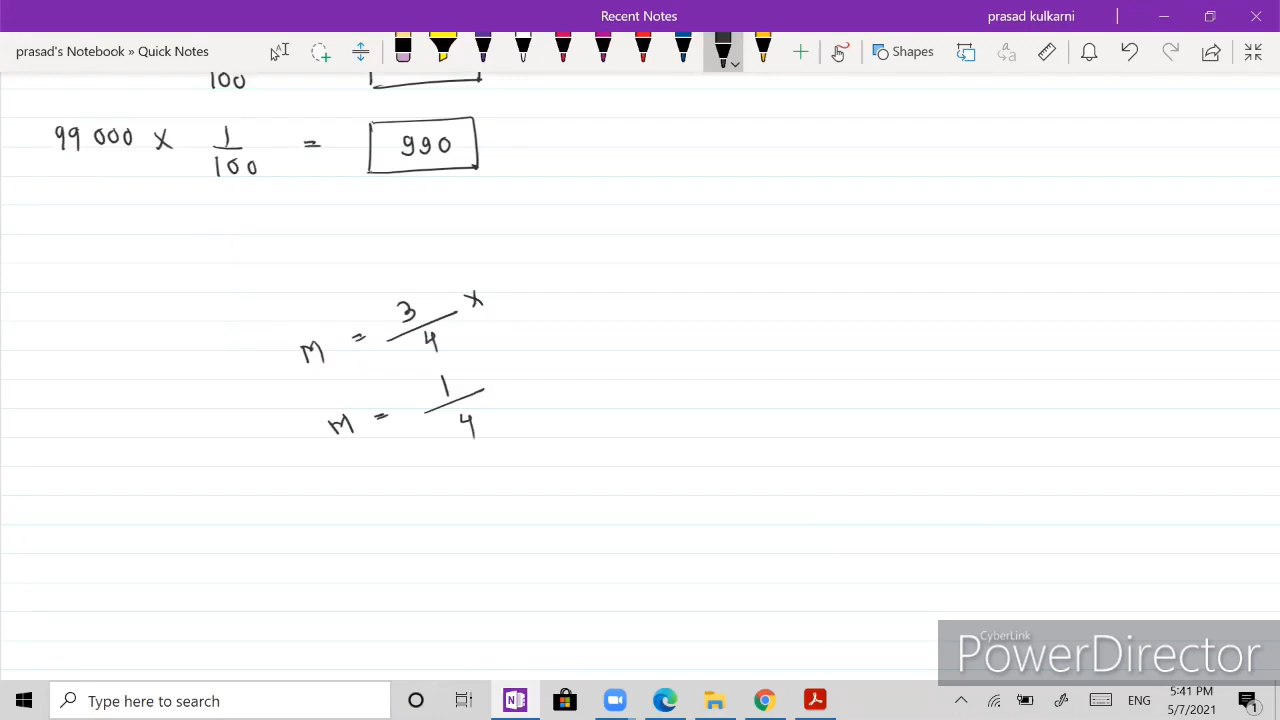 Recent Notes
prasad kulkarni
prasad's Notebook » Quick Notes
Shapes
100
99 000 x 1/100 = 990
M = 3/4 x
M = 1/4
CyberLink
PowerDirector
Type here to search
ENG
5:41 PM
5/7/2021
1